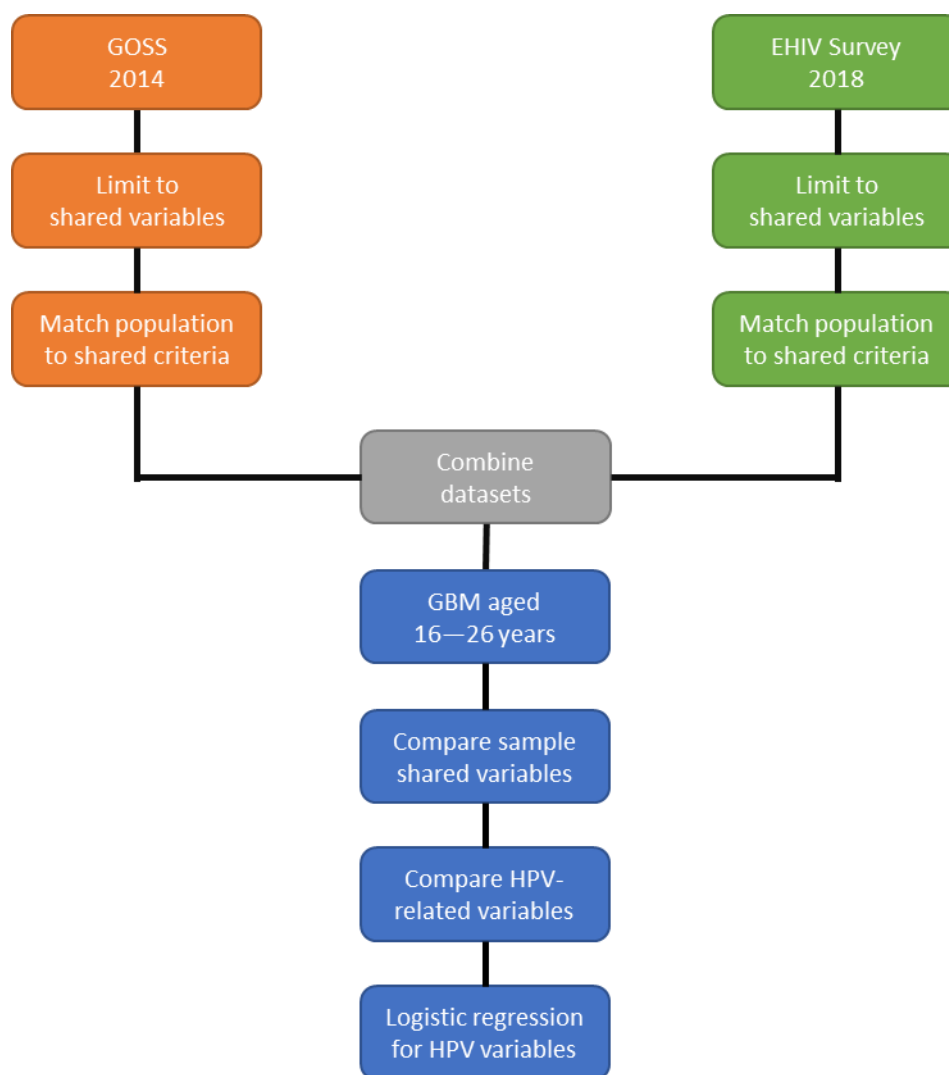 GOSS
2014
EHIV Survey
2018
Limit to
shared variables
Limit to
shared variables
Match population
to shared criteria
Match population
to shared criteria
Combine
datasets
GBM aged
16—26 years
Compare sample
shared variables
Compare HPV-
related variables
Logistic regression
for HPV variables